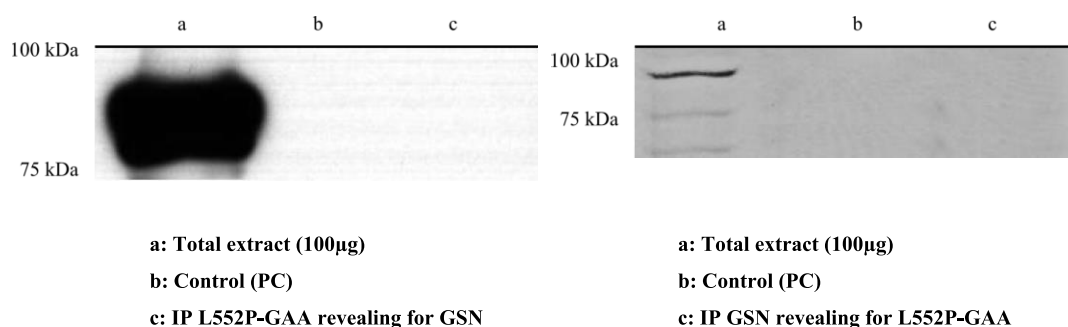 a b c
100 kDa
75 kDa
a: Total extract (100µg)
b: Control (PC)
c: IP L552P-GAA revealing for GSN
a b c
100 kDa
75 kDa
a: Total extract (100µg)
b: Control (PC)
c: IP GSN revealing for L552P-GAA